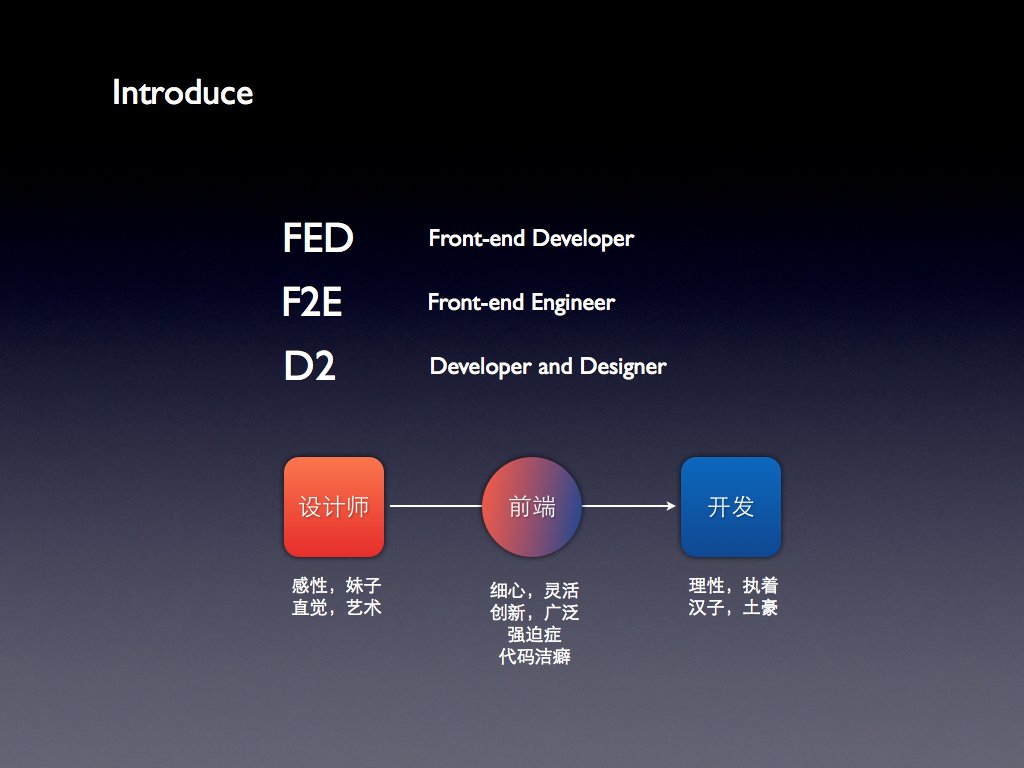 Introduce
FED Front-end Developer
F2E Front-end Engineer
D2 Developer and Designer
设计师 前端 开发
感性，妹子
直觉，艺术
细心，灵活
创新，广泛
强迫症
代码洁癖
理性，执着
汉子，土豪